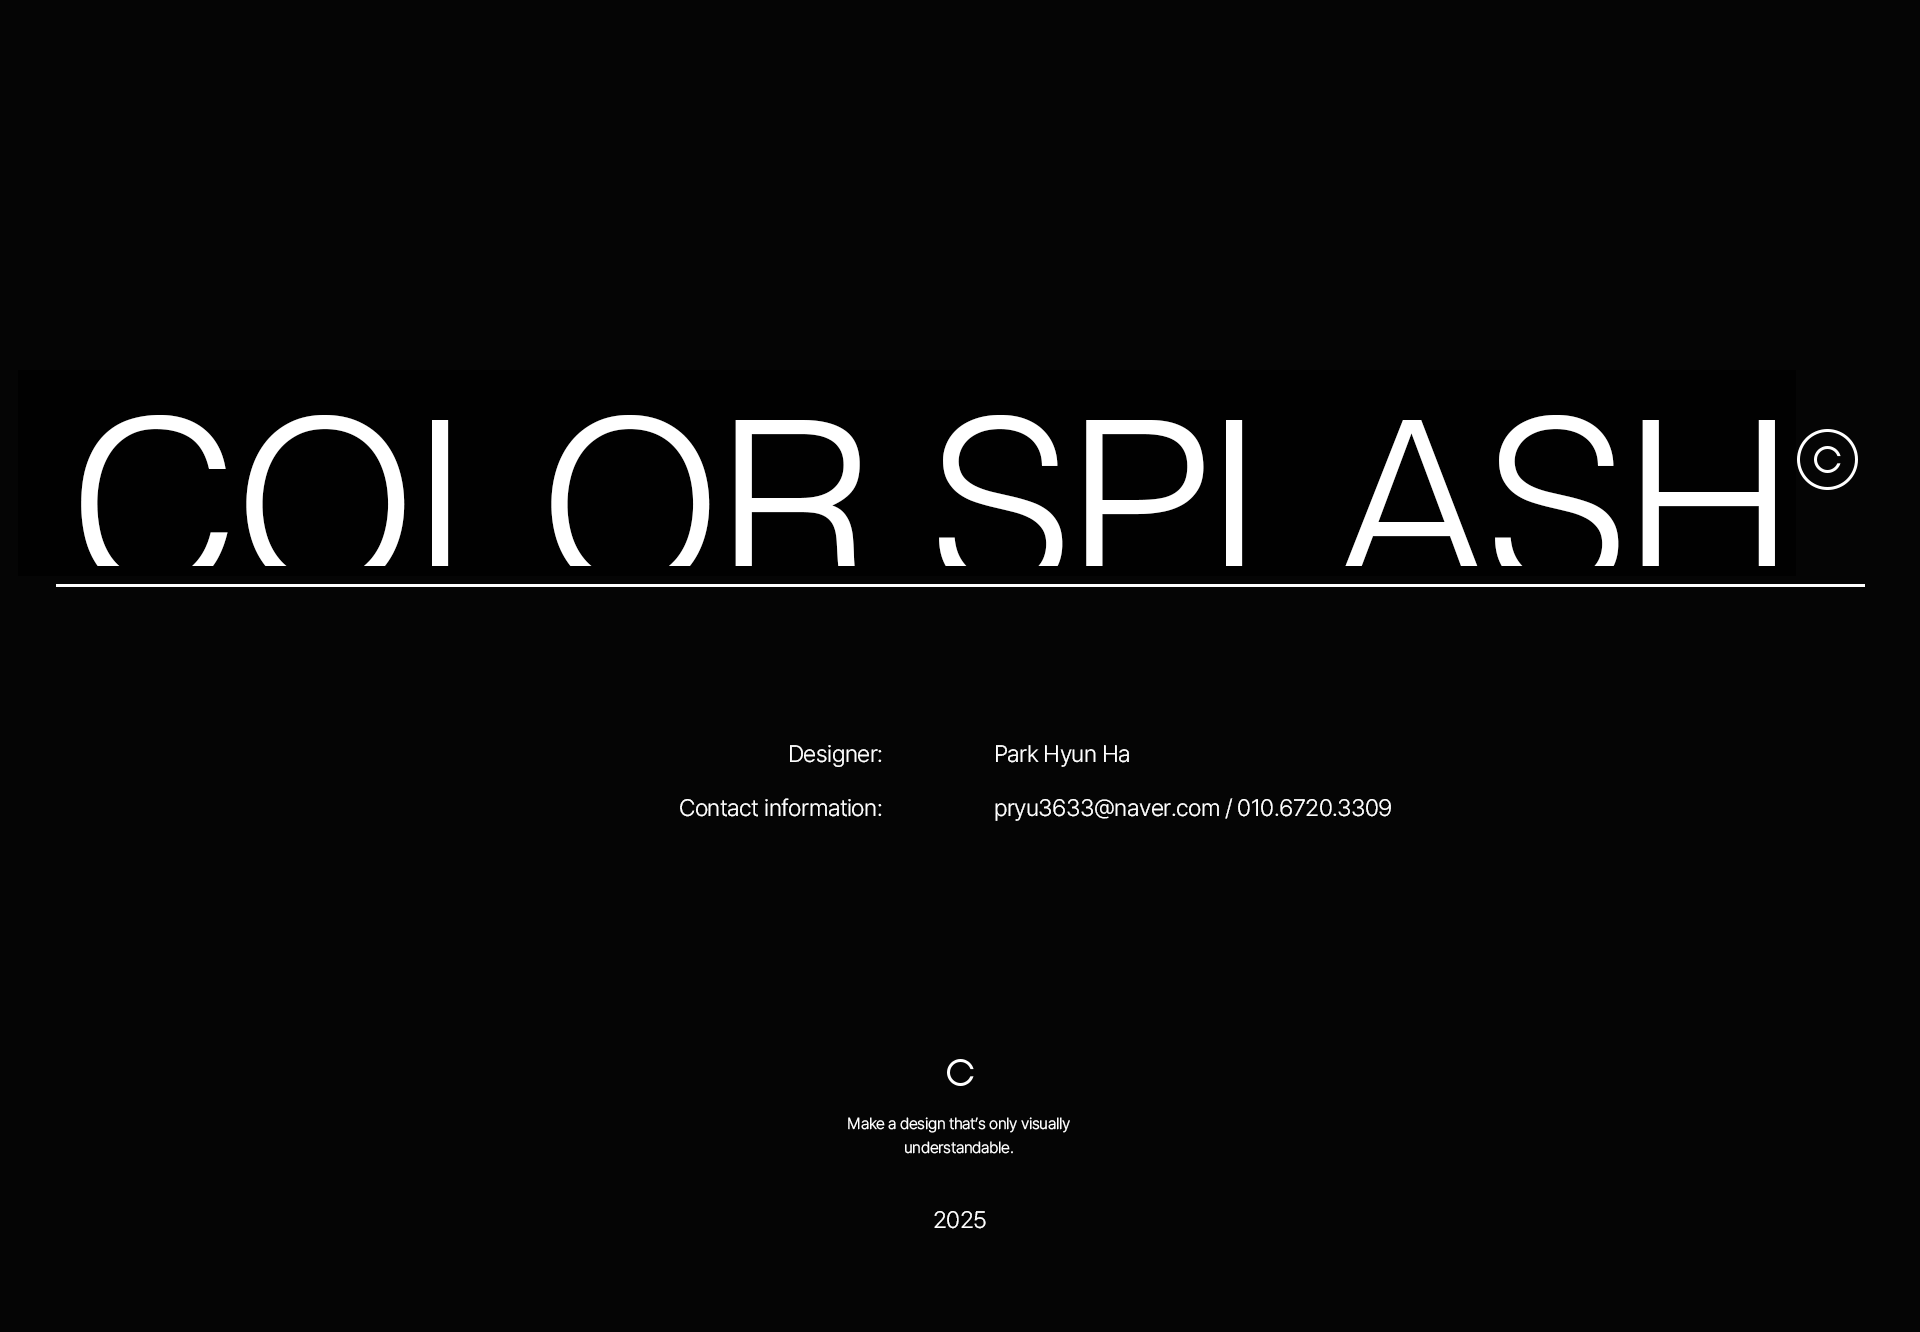 COLOR SPLASH©
Designer: Park Hyun Ha
Contact information: pryu3633@naver.com / 010.6720.3309
C
Make a design that’s only visually
understandable.
2025